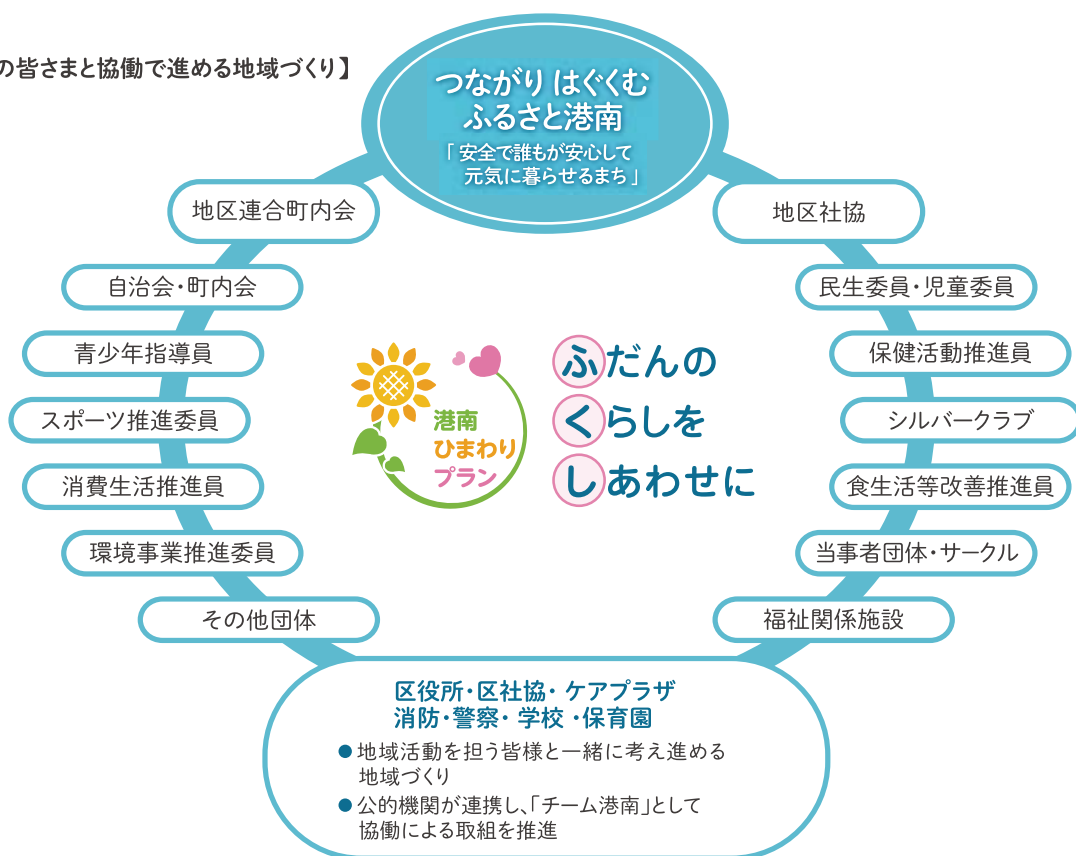 の皆さまと協働で進める地域づくり】
つながり はぐくむ
ふるさと港南
「安全で誰もが安心して
元気に暮らせるまち」
地区連合町内会
地区社協
自治会・町内会
民生委員・児童委員
青少年指導員
保健活動推進員
スポーツ推進委員
シルバークラブ
消費生活推進員
食生活等改善推進員
環境事業推進委員
当事者団体・サークル
その他団体
福祉関係施設
港南
ひまわり
プラン
ふだんの
くらしを
しあわせに
区役所・区社協・ケアプラザ
消防・警察・学校・保育園
●地域活動を担う皆様と一緒に考え進める
地域づくり
●公的機関が連携し、「チーム港南」として
協働による取組を推進